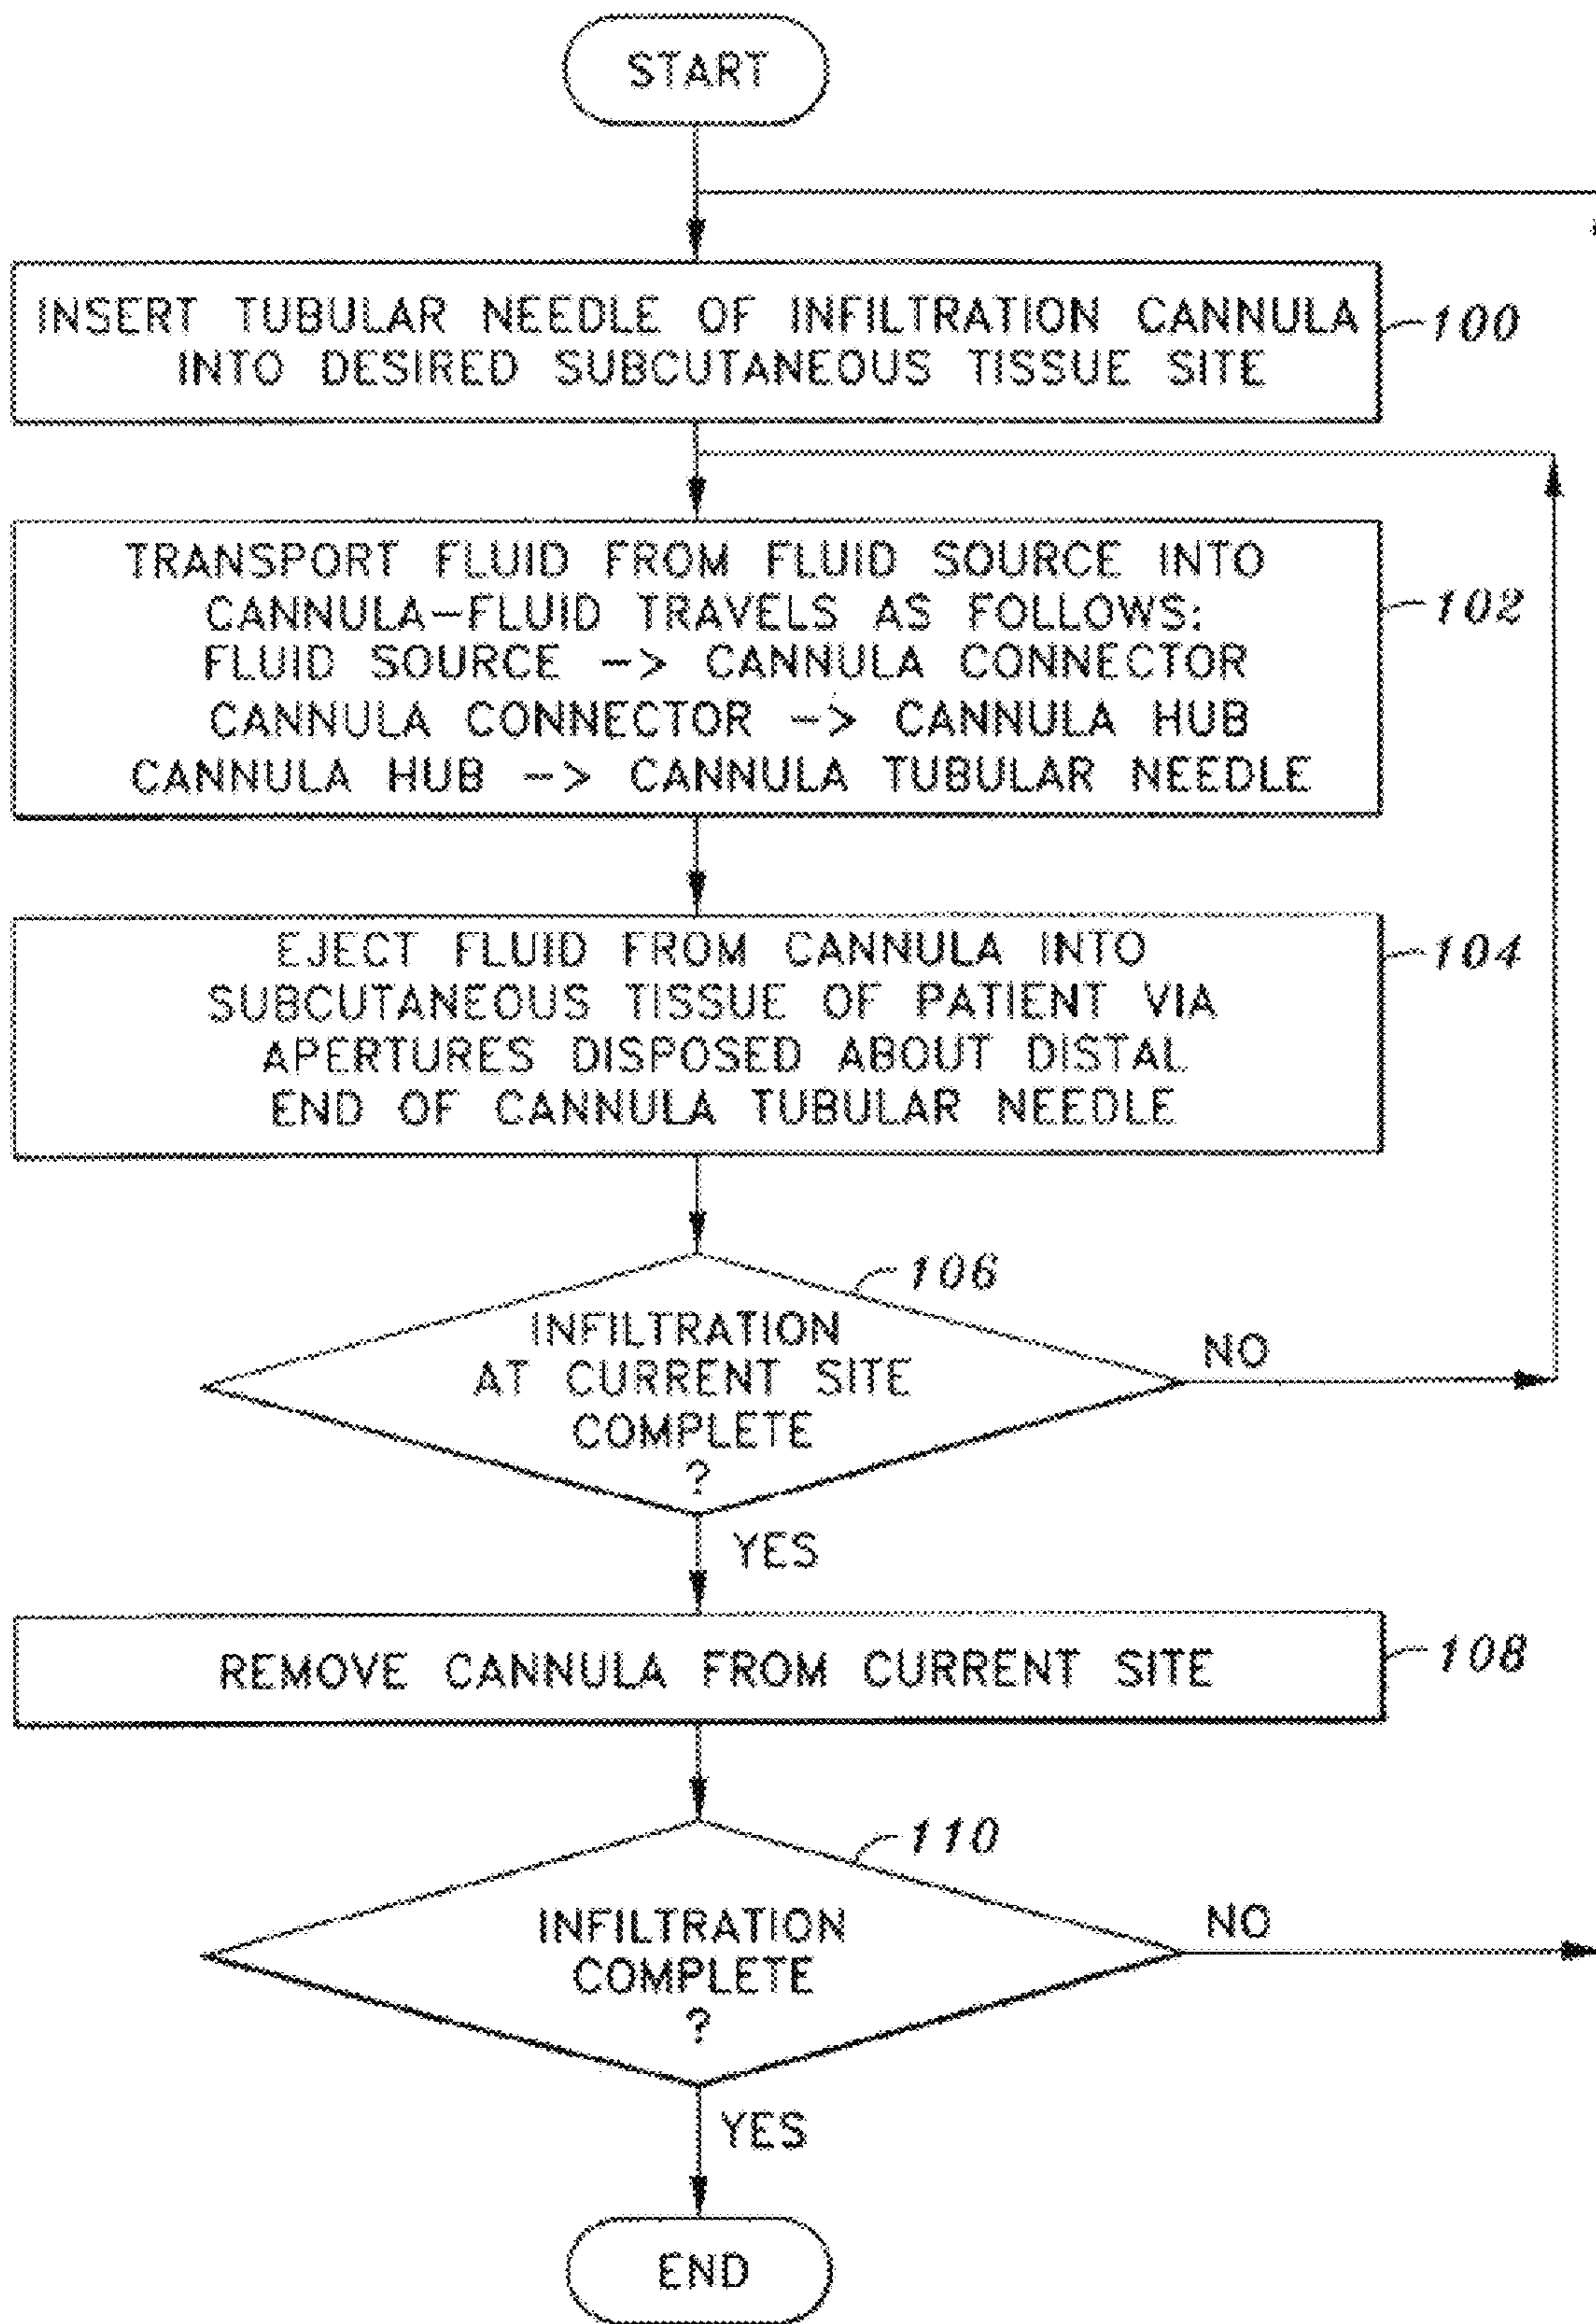 START
INSERT TUBULAR NEEDLE OF INFILTRATION CANNULA
INTO DESIRED SUBCUTANEOUS TISSUE SITE
100
TRANSPORT FLUID FROM FLUID SOURCE INTO
CANNULA-FLUID TRAVELS AS FOLLOWS:
FLUID SOURCE -> CANNULA CONNECTOR
CANNULA CONNECTOR -> CANNULA HUB
CANNULA HUB -> CANNULA TUBULAR NEEDLE
102
EJECT FLUID FROM CANNULA INTO
SUBCUTANEOUS TISSUE OF PATIENT VIA
APERTURES DISPOSED ABOUT DISTAL
END OF CANNULA TUBULAR NEEDLE
104
106
INFILTRATION
AT CURRENT SITE
COMPLETE
?
NO
YES
REMOVE CANNULA FROM CURRENT SITE
108
110
INFILTRATION
COMPLETE
?
NO
YES
END